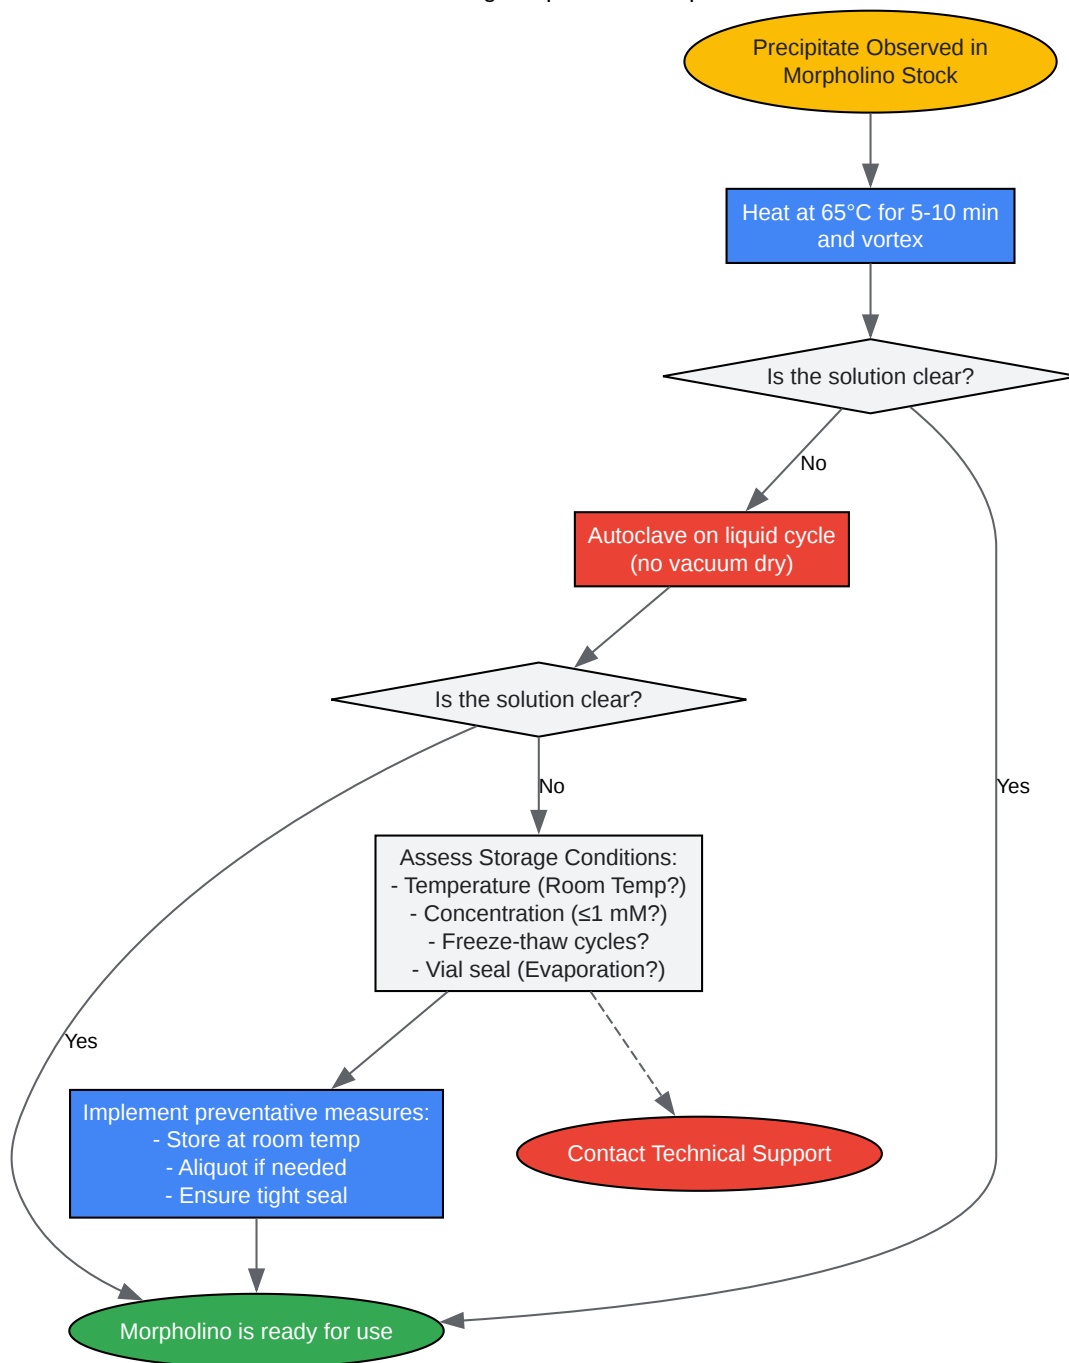 Precipitate Observed in
Morpholino Stock
Heat at 65°C for 5-10 min
and vortex
Is the solution clear?
No
Autoclave on liquid cycle
(no vacuum dry)
Is the solution clear?
No
Yes
Assess Storage Conditions:
- Temperature (Room Temp?)
- Concentration (≤1 mM?)
- Freeze-thaw cycles?
- Vial seal (Evaporation?)
Yes
Implement preventative measures:
- Store at room temp
- Aliquot if needed
- Ensure tight seal
Contact Technical Support
Morpholino is ready for use